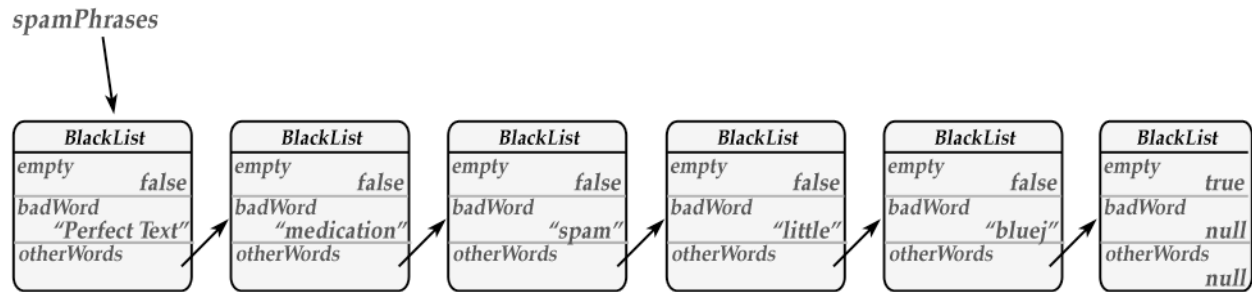 spamPhrases
BlackList
empty
false
badWord
“Perfect Text”
otherWords
BlackList
empty
false
badWord
“medication”
otherWords
BlackList
empty
false
badWord
“spam”
otherWords
BlackList
empty
false
badWord
“little”
otherWords
BlackList
empty
false
badWord
“bluej”
otherWords
BlackList
empty
true
badWord
null
otherWords
null